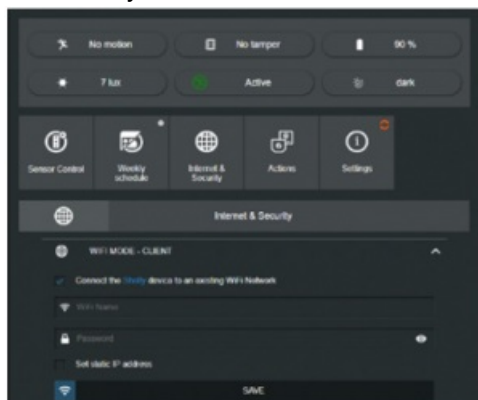 No motion
No tamper
90 %
7 lux
Active
dark
Sensor Control
Weekly schedule
Internet & Security
Actions
Settings
Internet & Security
WIFI MODE - CLIENT
Connect the Shelly device to an existing WiFi Network
WiFi Name
Password
Set static IP address
SAVE